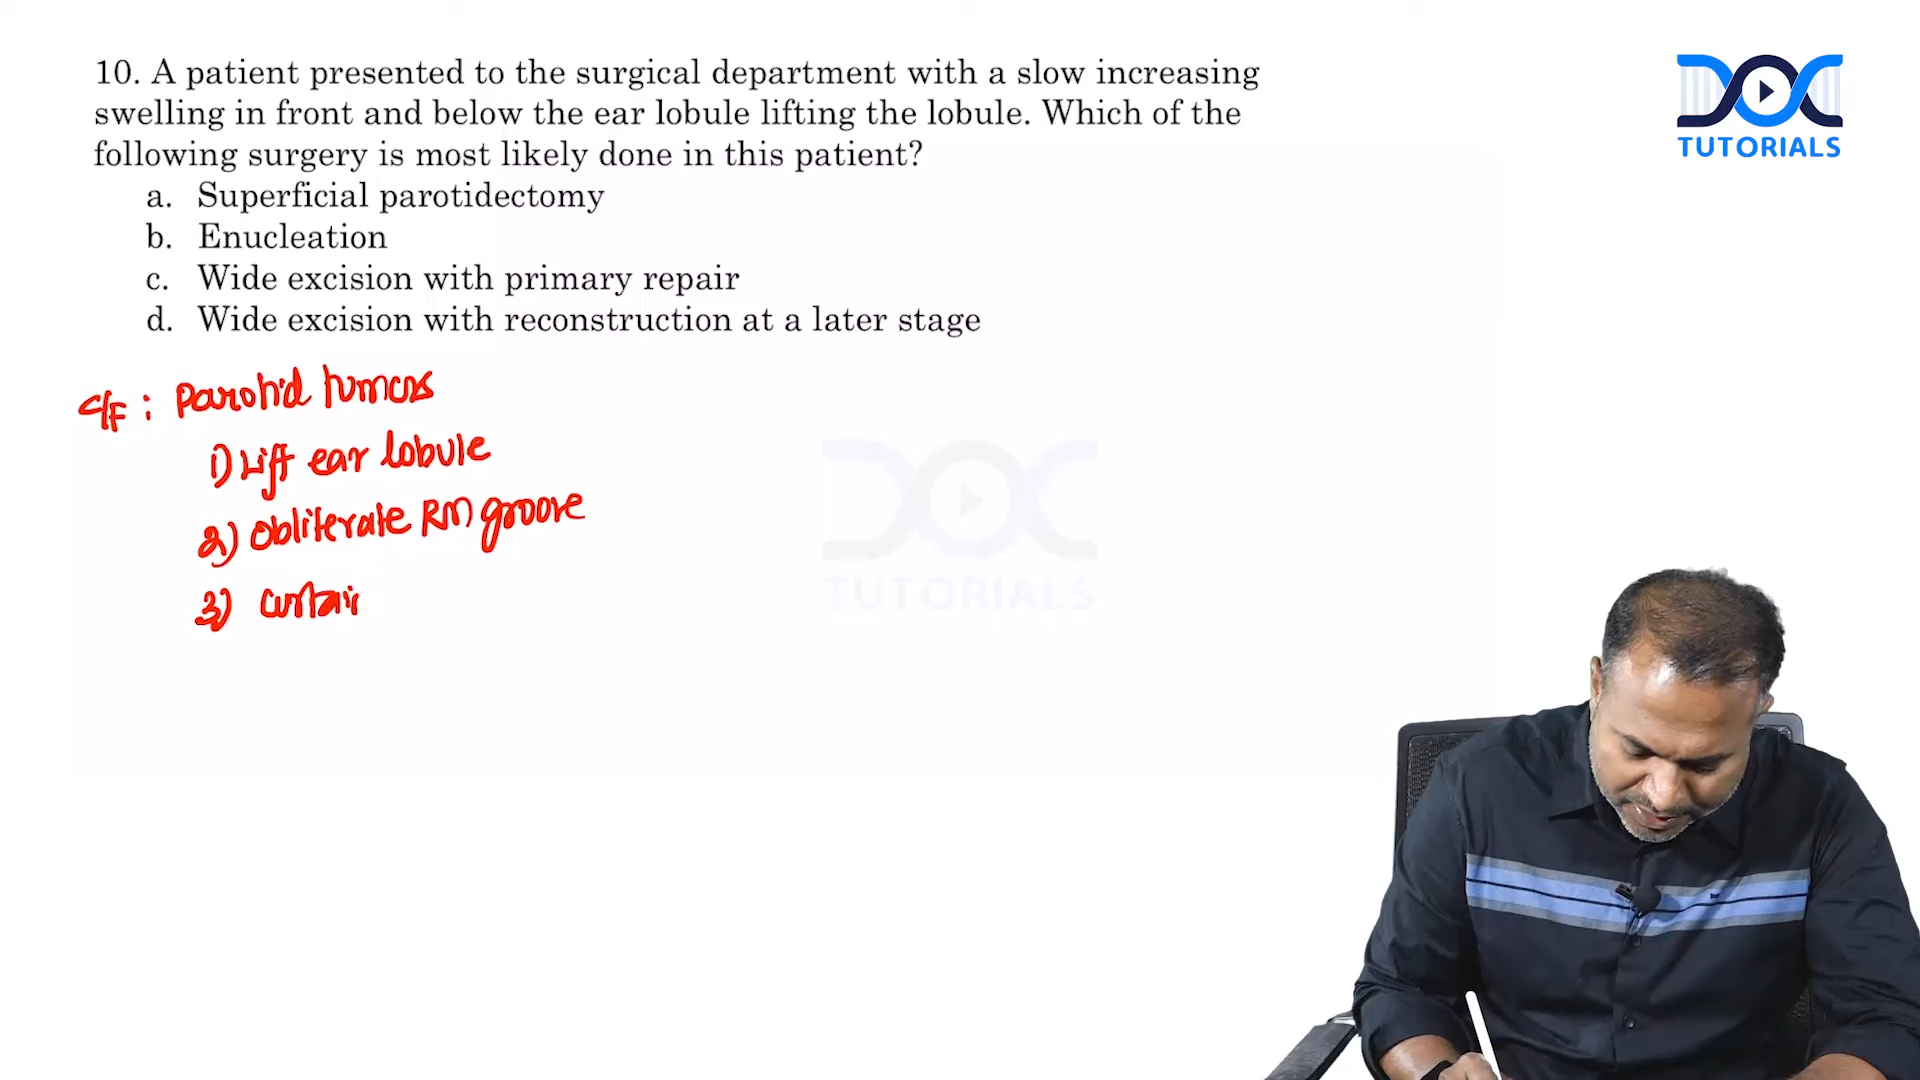 10. A patient presented to the surgical department with a slow increasing
swelling in front and below the ear lobule lifting the lobule. Which of the
following surgery is most likely done in this patient?
a. Superficial parotidectomy
b. Enucleation
c. Wide excision with primary repair
d. Wide excision with reconstruction at a later stage
DOC
TUTORIALS
C/F : Parotid tumors
1) Lift ear lobule
2) Obliterate RM groove
3) Curtai
DOC
TUTORIALS